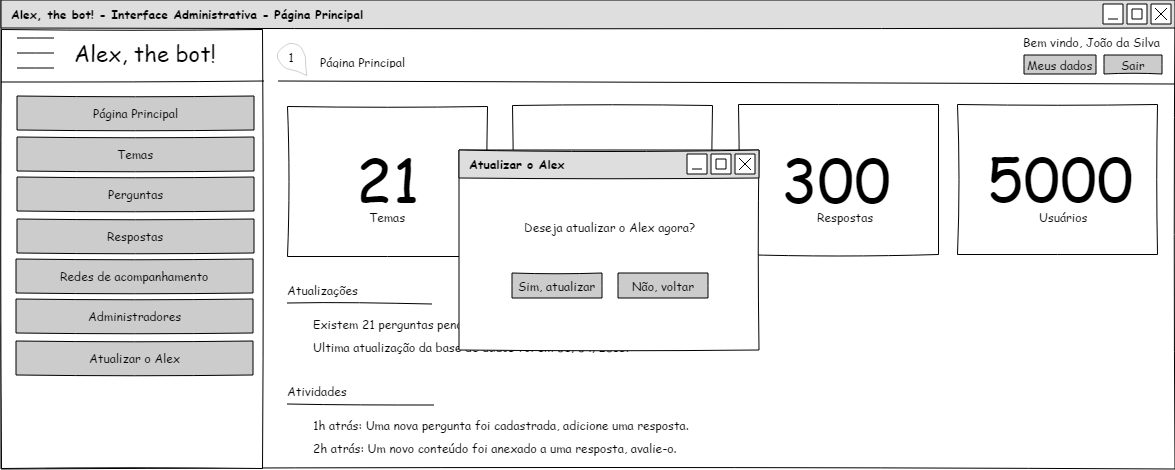 Alex, the bot! - Interface Administrativa - Página Principal
Alex, the bot!
Página Principal
Temas
Perguntas
Respostas
Redes de acompanhamento
Administradores
Atualizar o Alex
1
Página Principal
Bem vindo, João da Silva
Meus dados
Sair
21
Temas
300
Respostas
5000
Usuários
Atualizar o Alex
Deseja atualizar o Alex agora?
Sim, atualizar
Não, voltar
Atualizações
Existem 21 perguntas
Ultima atualização da base
Atividades
1h atrás: Uma nova pergunta foi cadastrada, adicione uma resposta.
2h atrás: Um novo conteúdo foi anexado a uma resposta, avalie-o.